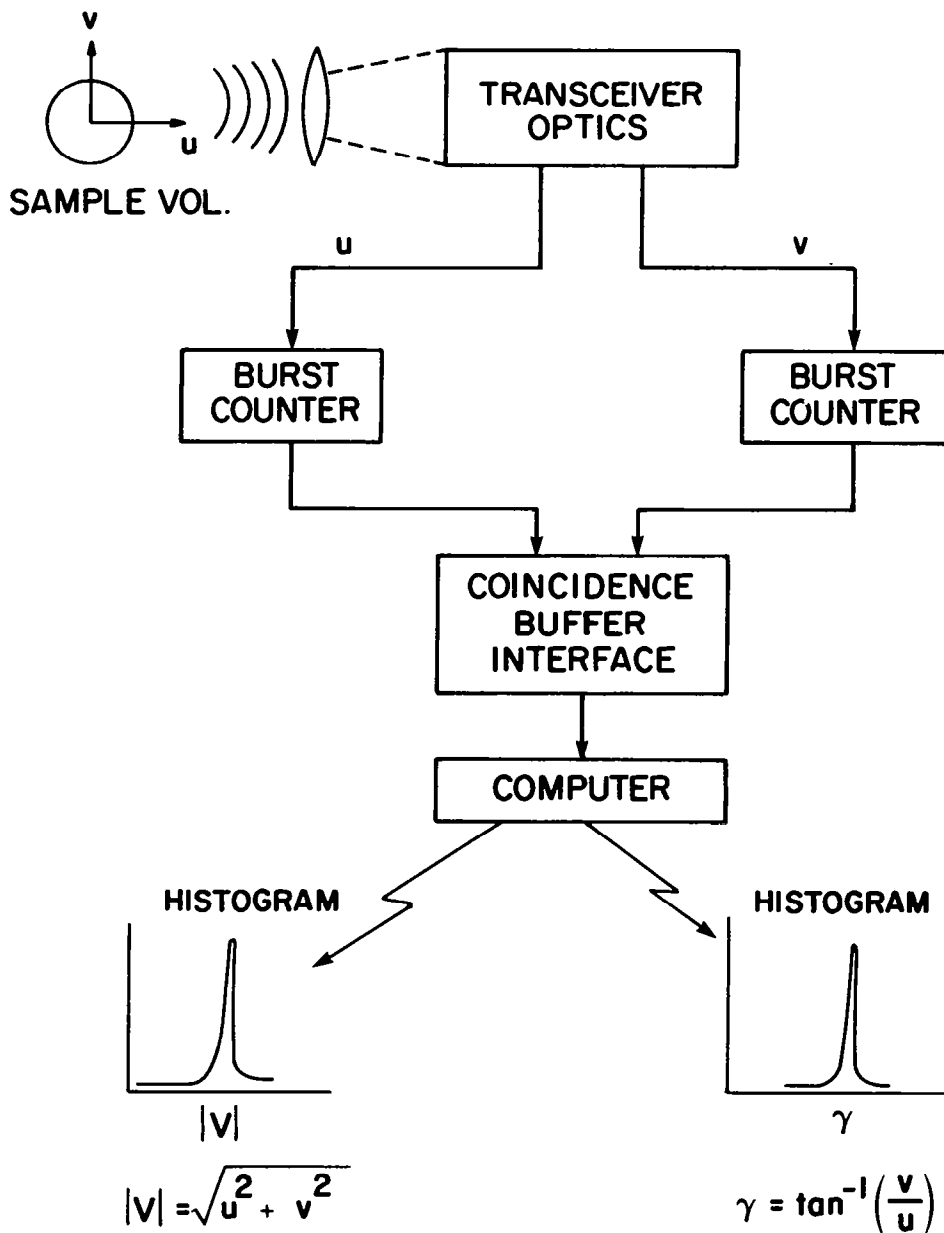 v
u
SAMPLE VOL.
TRANSCEIVER
OPTICS
u
v
BURST
COUNTER
BURST
COUNTER
COINCIDENCE
BUFFER
INTERFACE
COMPUTER
HISTOGRAM
HISTOGRAM
|V|
γ
|V| = √(u² + v²)
γ = tan⁻¹(v/u)